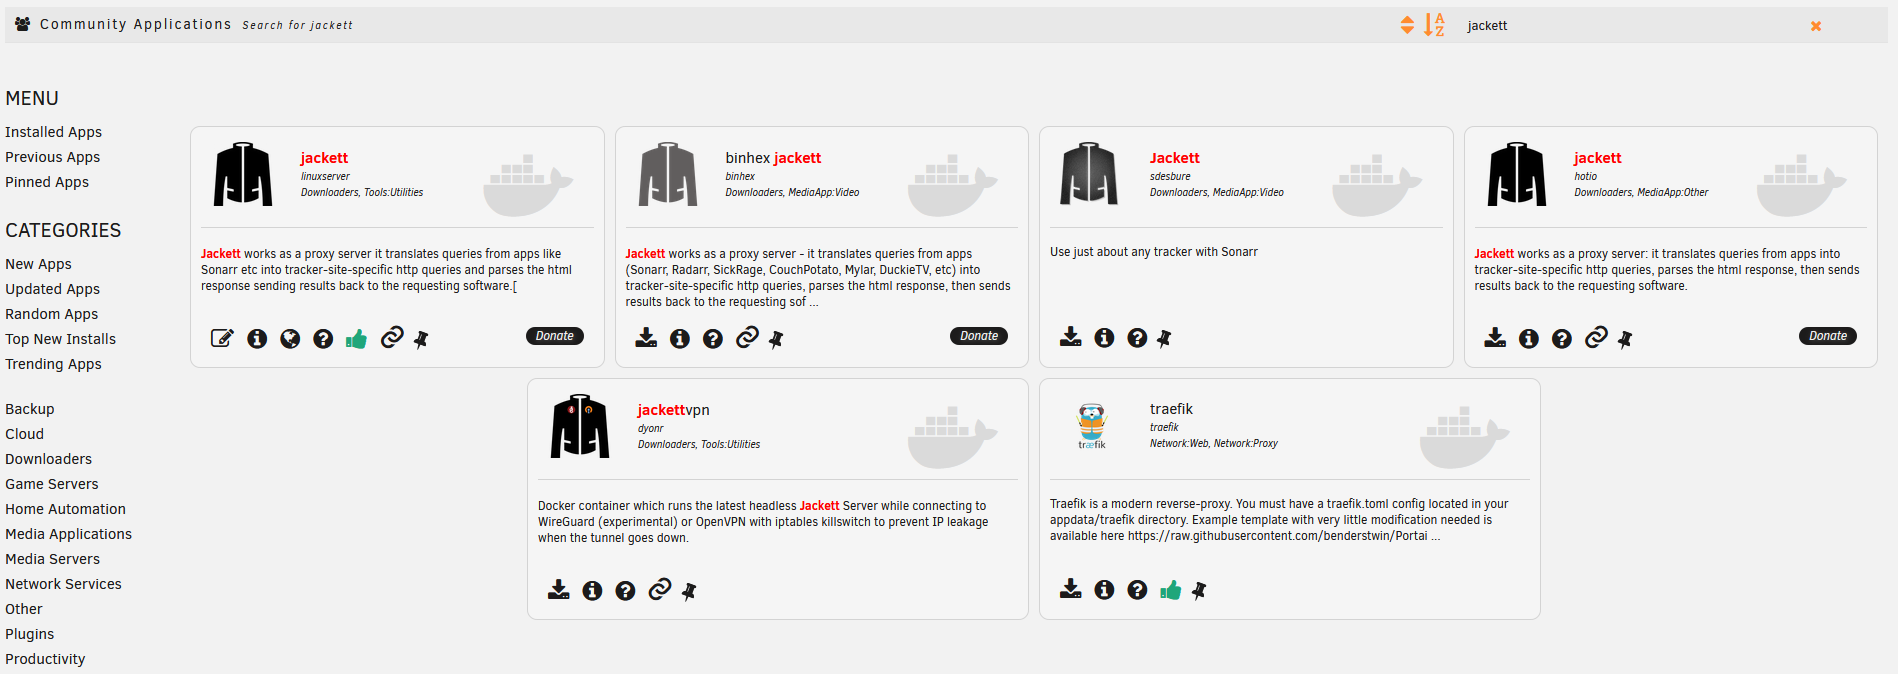 Community Applications Search for jackett
A
Z
jackett
MENU
Installed Apps
Previous Apps
Pinned Apps
CATEGORIES
New Apps
Updated Apps
Random Apps
Top New Installs
Trending Apps
Backup
Cloud
Downloaders
Game Servers
Home Automation
Media Applications
Media Servers
Network Services
Other
Plugins
Productivity
jackett
linuxserver
Downloaders, Tools:Utilities
Jackett works as a proxy server it translates queries from apps like
Sonarr etc into tracker-site-specific http queries and parses the html
response sending results back to the requesting software.[
Donate
binhex jackett
binhex
Downloaders, MediaApp:Video
Jackett works as a proxy server - it translates queries from apps
(Sonarr, Radarr, SickRage, CouchPotato, Mylar, DuckieTV, etc) into
tracker-site-specific http queries, parses the html response, then sends
results back to the requesting sof ...
Donate
Jackett
sdesbure
Downloaders, MediaApp:Video
Use just about any tracker with Sonarr
jackett
hotio
Downloaders, MediaApp:Other
Jackett works as a proxy server: it translates queries from apps into
tracker-site-specific http queries, parses the html response, then sends
results back to the requesting software.
Donate
jackettvpn
dyonr
Downloaders, Tools:Utilities
Docker container which runs the latest headless Jackett Server while connecting to
WireGuard (experimental) or OpenVPN with iptables killswitch to prevent IP leakage
when the tunnel goes down.
træfik
traefik
traefik
Network:Web, Network:Proxy
Traefik is a modern reverse-proxy. You must have a traefik.toml config located in your
appdata/traefik directory. Example template with very little modification needed is
available here https://raw.githubusercontent.com/benderstwin/Portai ...